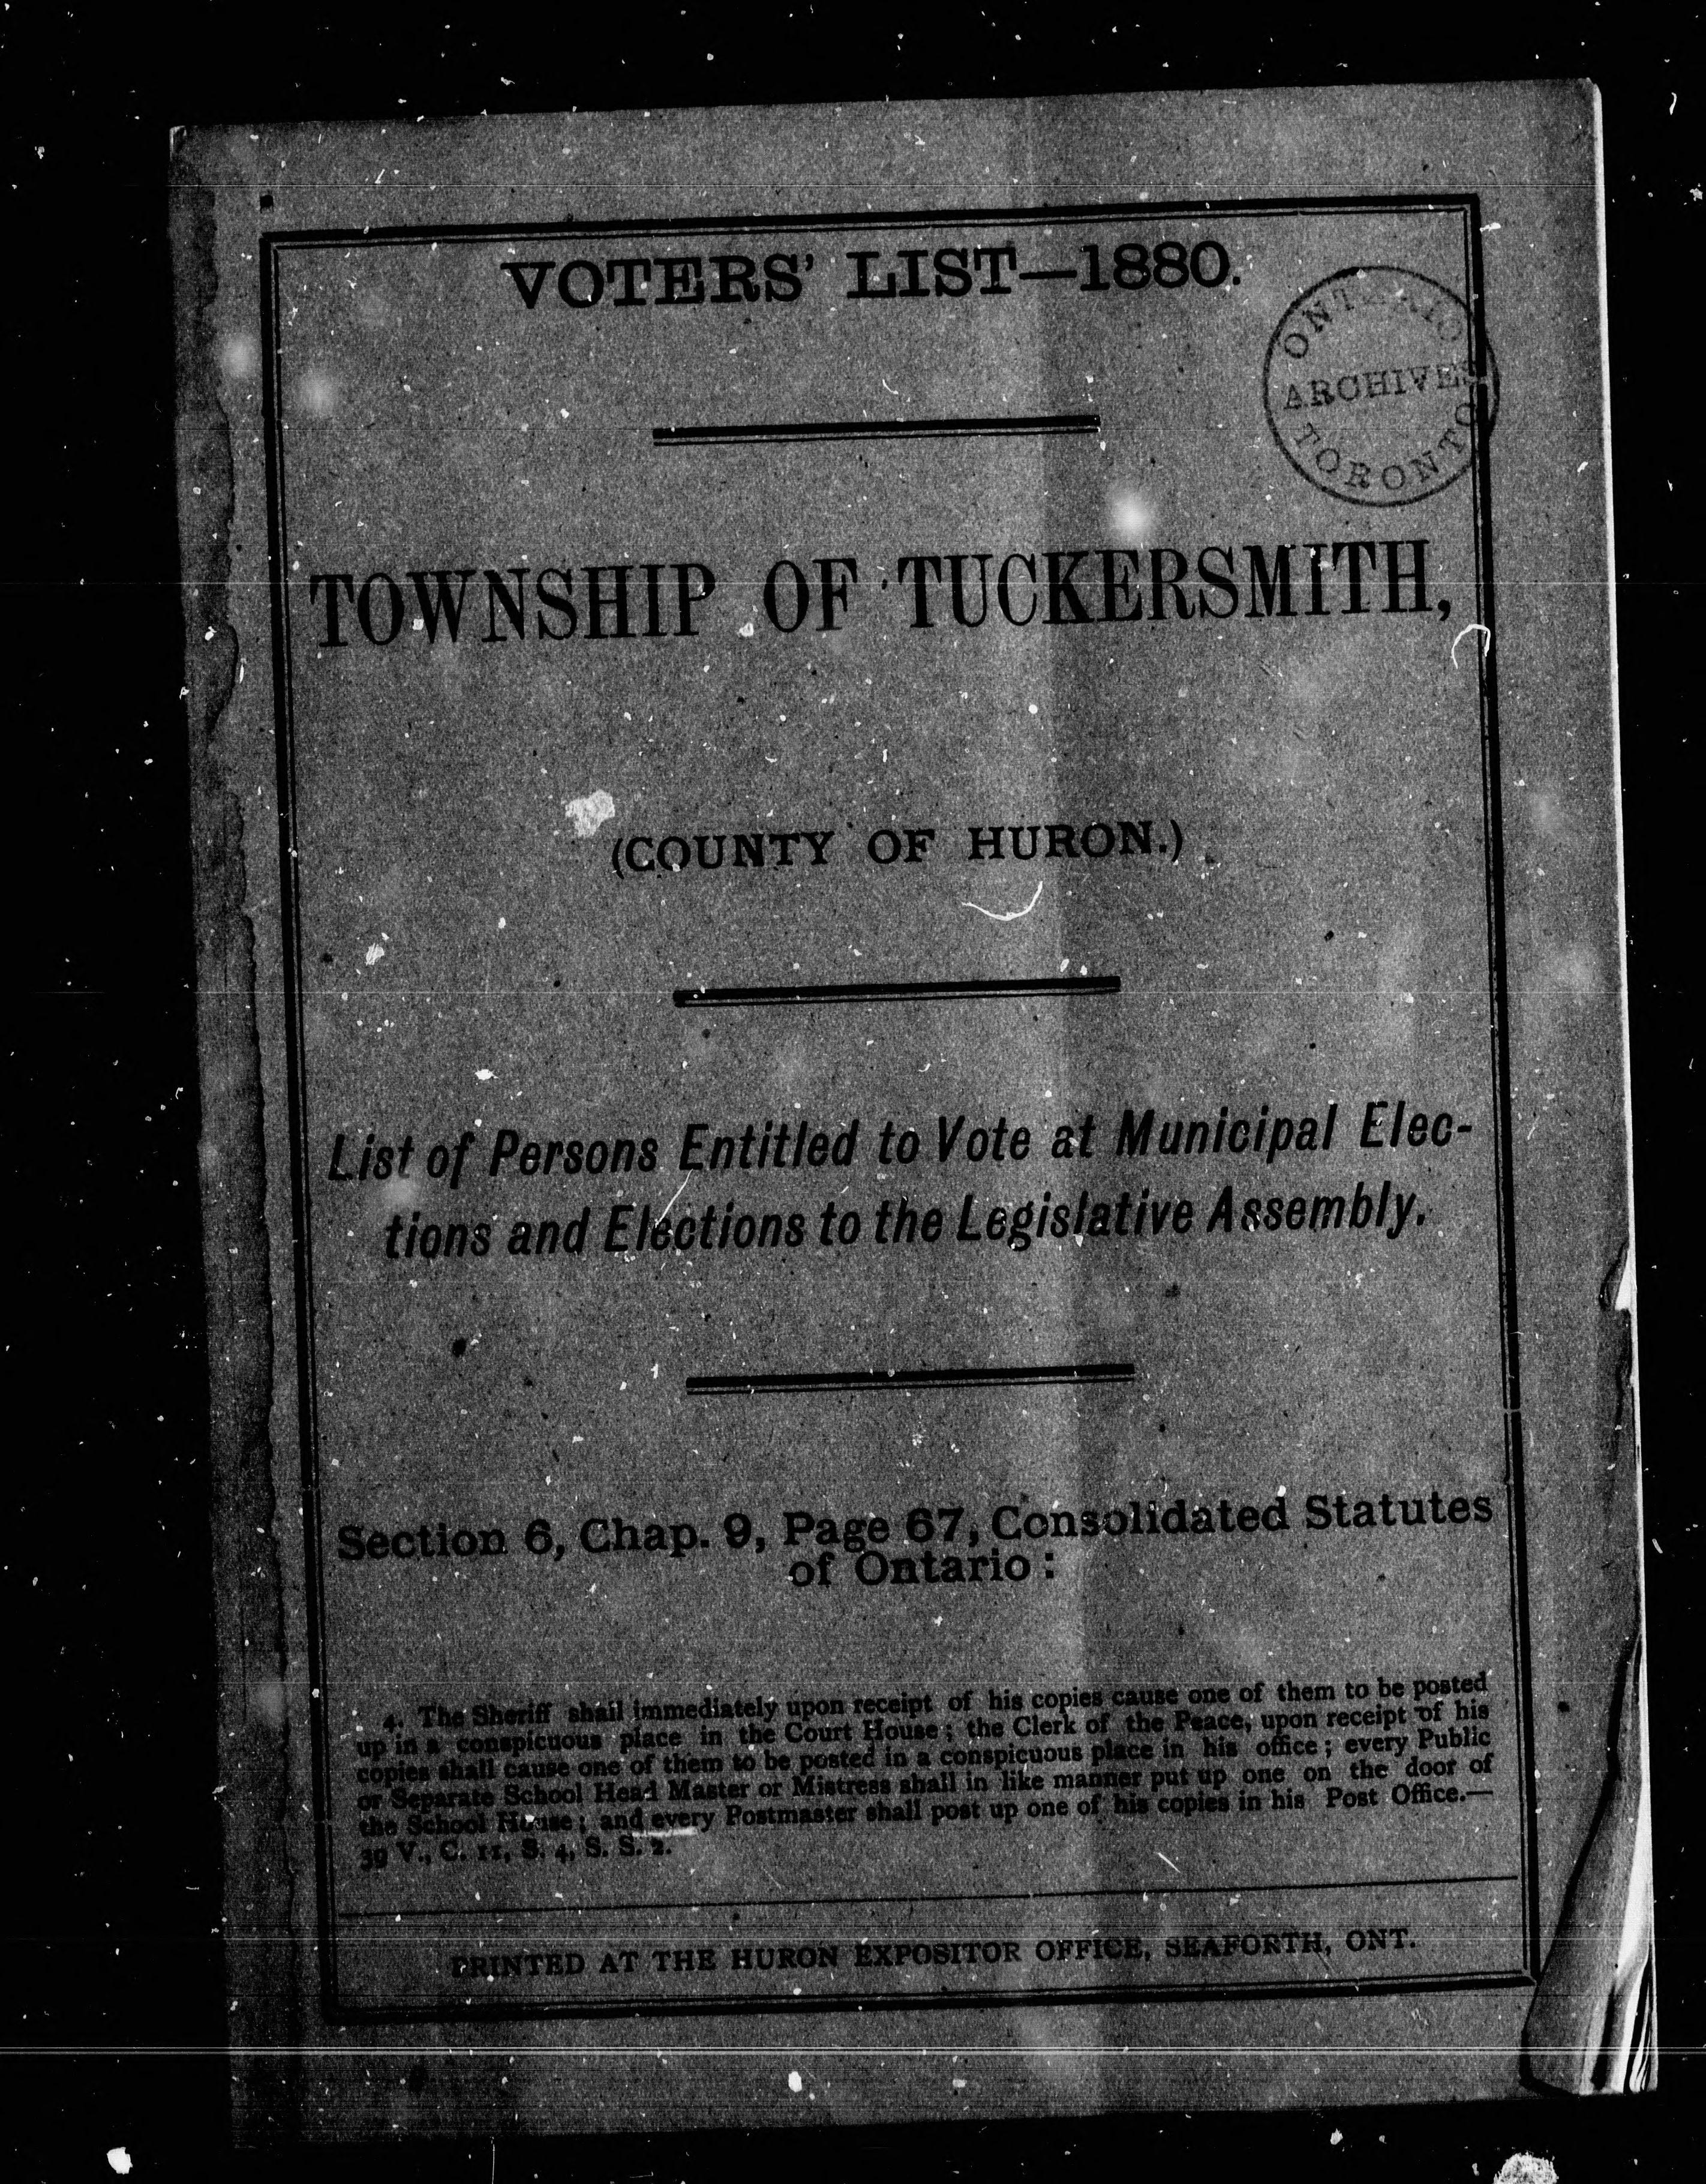 VOTERS' LIST—1880.
ONTARIO
ARCHIVES
TORONTO
TOWNSHIP OF TUCKERSMITH,
(COUNTY OF HURON.)
List of Persons Entitled to Vote at Municipal Elec-
tions and Elections to the Legislative Assembly.
Section 6, Chap. 9, Page 67, Consolidated Statutes
of Ontario:
4. The Sheriff shall immediately upon receipt of his copies cause one of them to be posted
up in a conspicuous place in the Court House; the Clerk of the Peace, upon receipt of his
copies shall cause one of them to be posted in a conspicuous place in his office; every Public
or Separate School Head Master or Mistress shall in like manner put up one on the door of
the School House; and every Postmaster shall post up one of his copies in his Post Office.—
39 V., C. 11, S. 4, S. S. 2.
PRINTED AT THE HURON EXPOSITOR OFFICE, SEAFORTH, ONT.